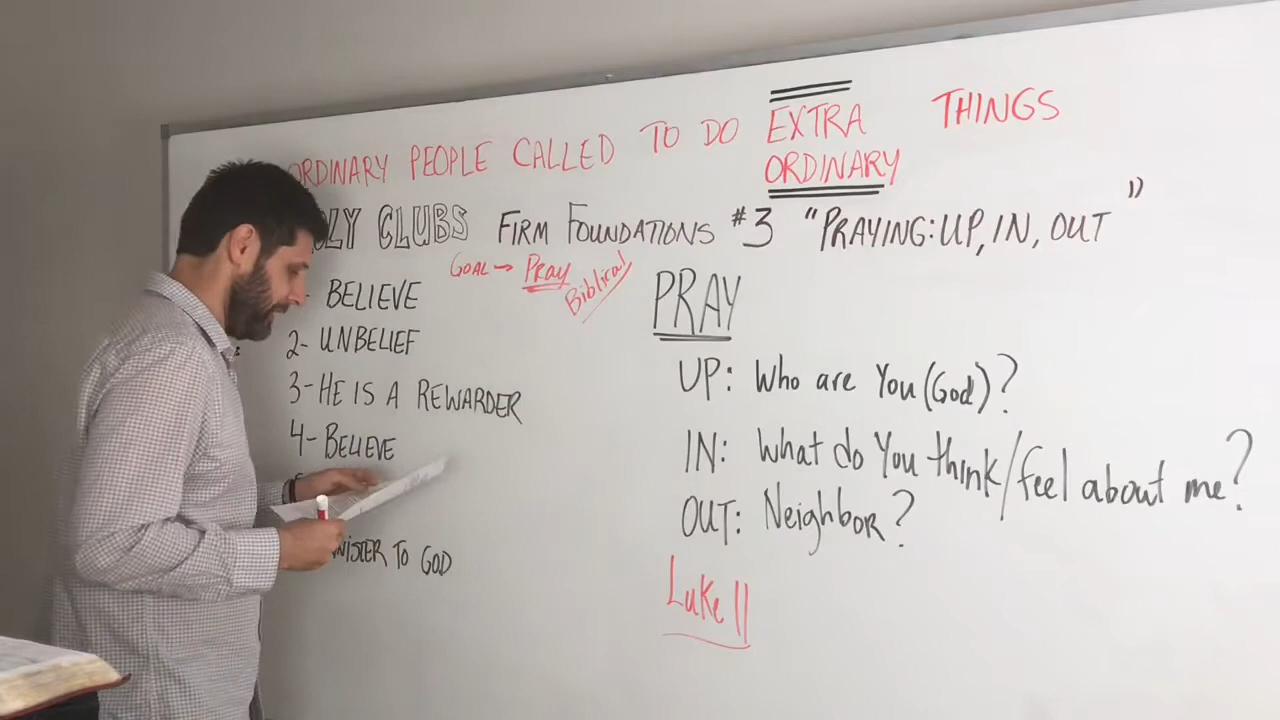 ORDINARY PEOPLE CALLED TO DO EXTRA ORDINARY THINGS
CLUBS FIRM FOUNDATIONS #3 "PRAYING: UP, IN, OUT"
GOAL → Pray Biblical
BELIEVE
2- UNBELIEF
3- HE IS A REWARDER
4- BELIEVE
TO GOD
PRAY
UP: Who are You (God)?
IN: What do You think/feel about me?
OUT: Neighbor?
Luke 11